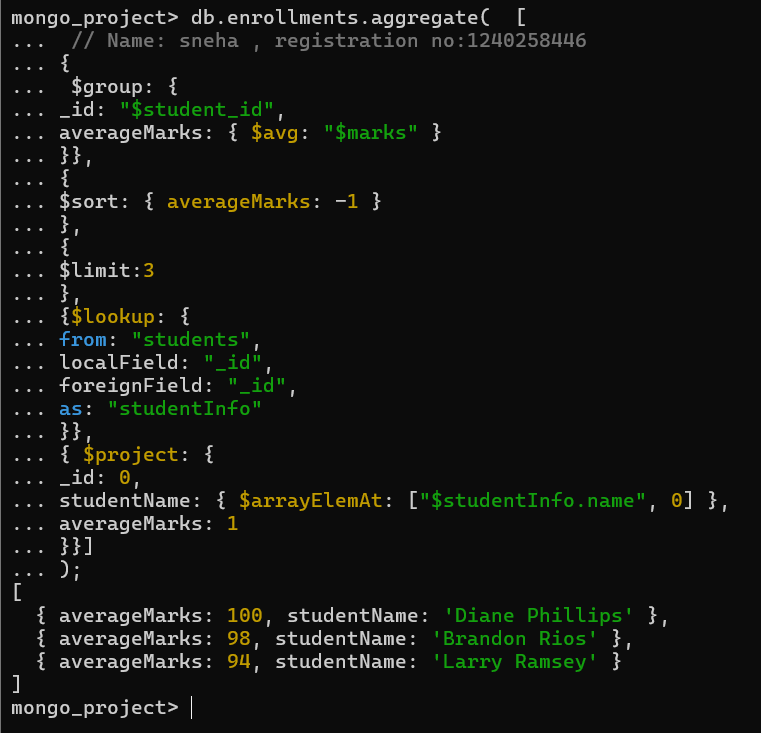 mongo_project> db.enrollments.aggregate(  [
...  // Name: sneha , registration no:1240258446
... {
...  $group: {
... _id: "$student_id",
... averageMarks: { $avg: "$marks" }
... }},
... {
... $sort: { averageMarks: -1 }
... },
... {
... $limit:3
... },
... {$lookup: {
... from: "students",
... localField: "_id",
... foreignField: "_id",
... as: "studentInfo"
... }},
... { $project: {
... _id: 0,
... studentName: { $arrayElemAt: ["$studentInfo.name", 0] },
... averageMarks: 1
... }}]
... );
[
  { averageMarks: 100, studentName: 'Diane Phillips' },
  { averageMarks: 98, studentName: 'Brandon Rios' },
  { averageMarks: 94, studentName: 'Larry Ramsey' }
]
mongo_project>